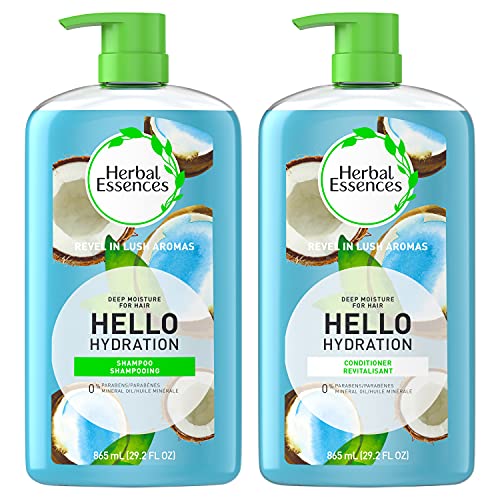 Herbal
Essences
REVEL IN LUSH AROMAS
DEEP MOISTURE
FOR HAIR
HELLO
HYDRATION
SHAMPOO
SHAMPOOING
0% PARABENS/PARABÈNES
MINERAL OIL/HUILE MINÉRALE
865 mL (29.2 FL OZ)
Herbal
Essences
REVEL IN LUSH AROMAS
DEEP MOISTURE
FOR HAIR
HELLO
HYDRATION
CONDITIONER
REVITALISANT
0% PARABENS/PARABÈNES
MINERAL OIL/HUILE MINÉRALE
865 mL (29.2 FL OZ)